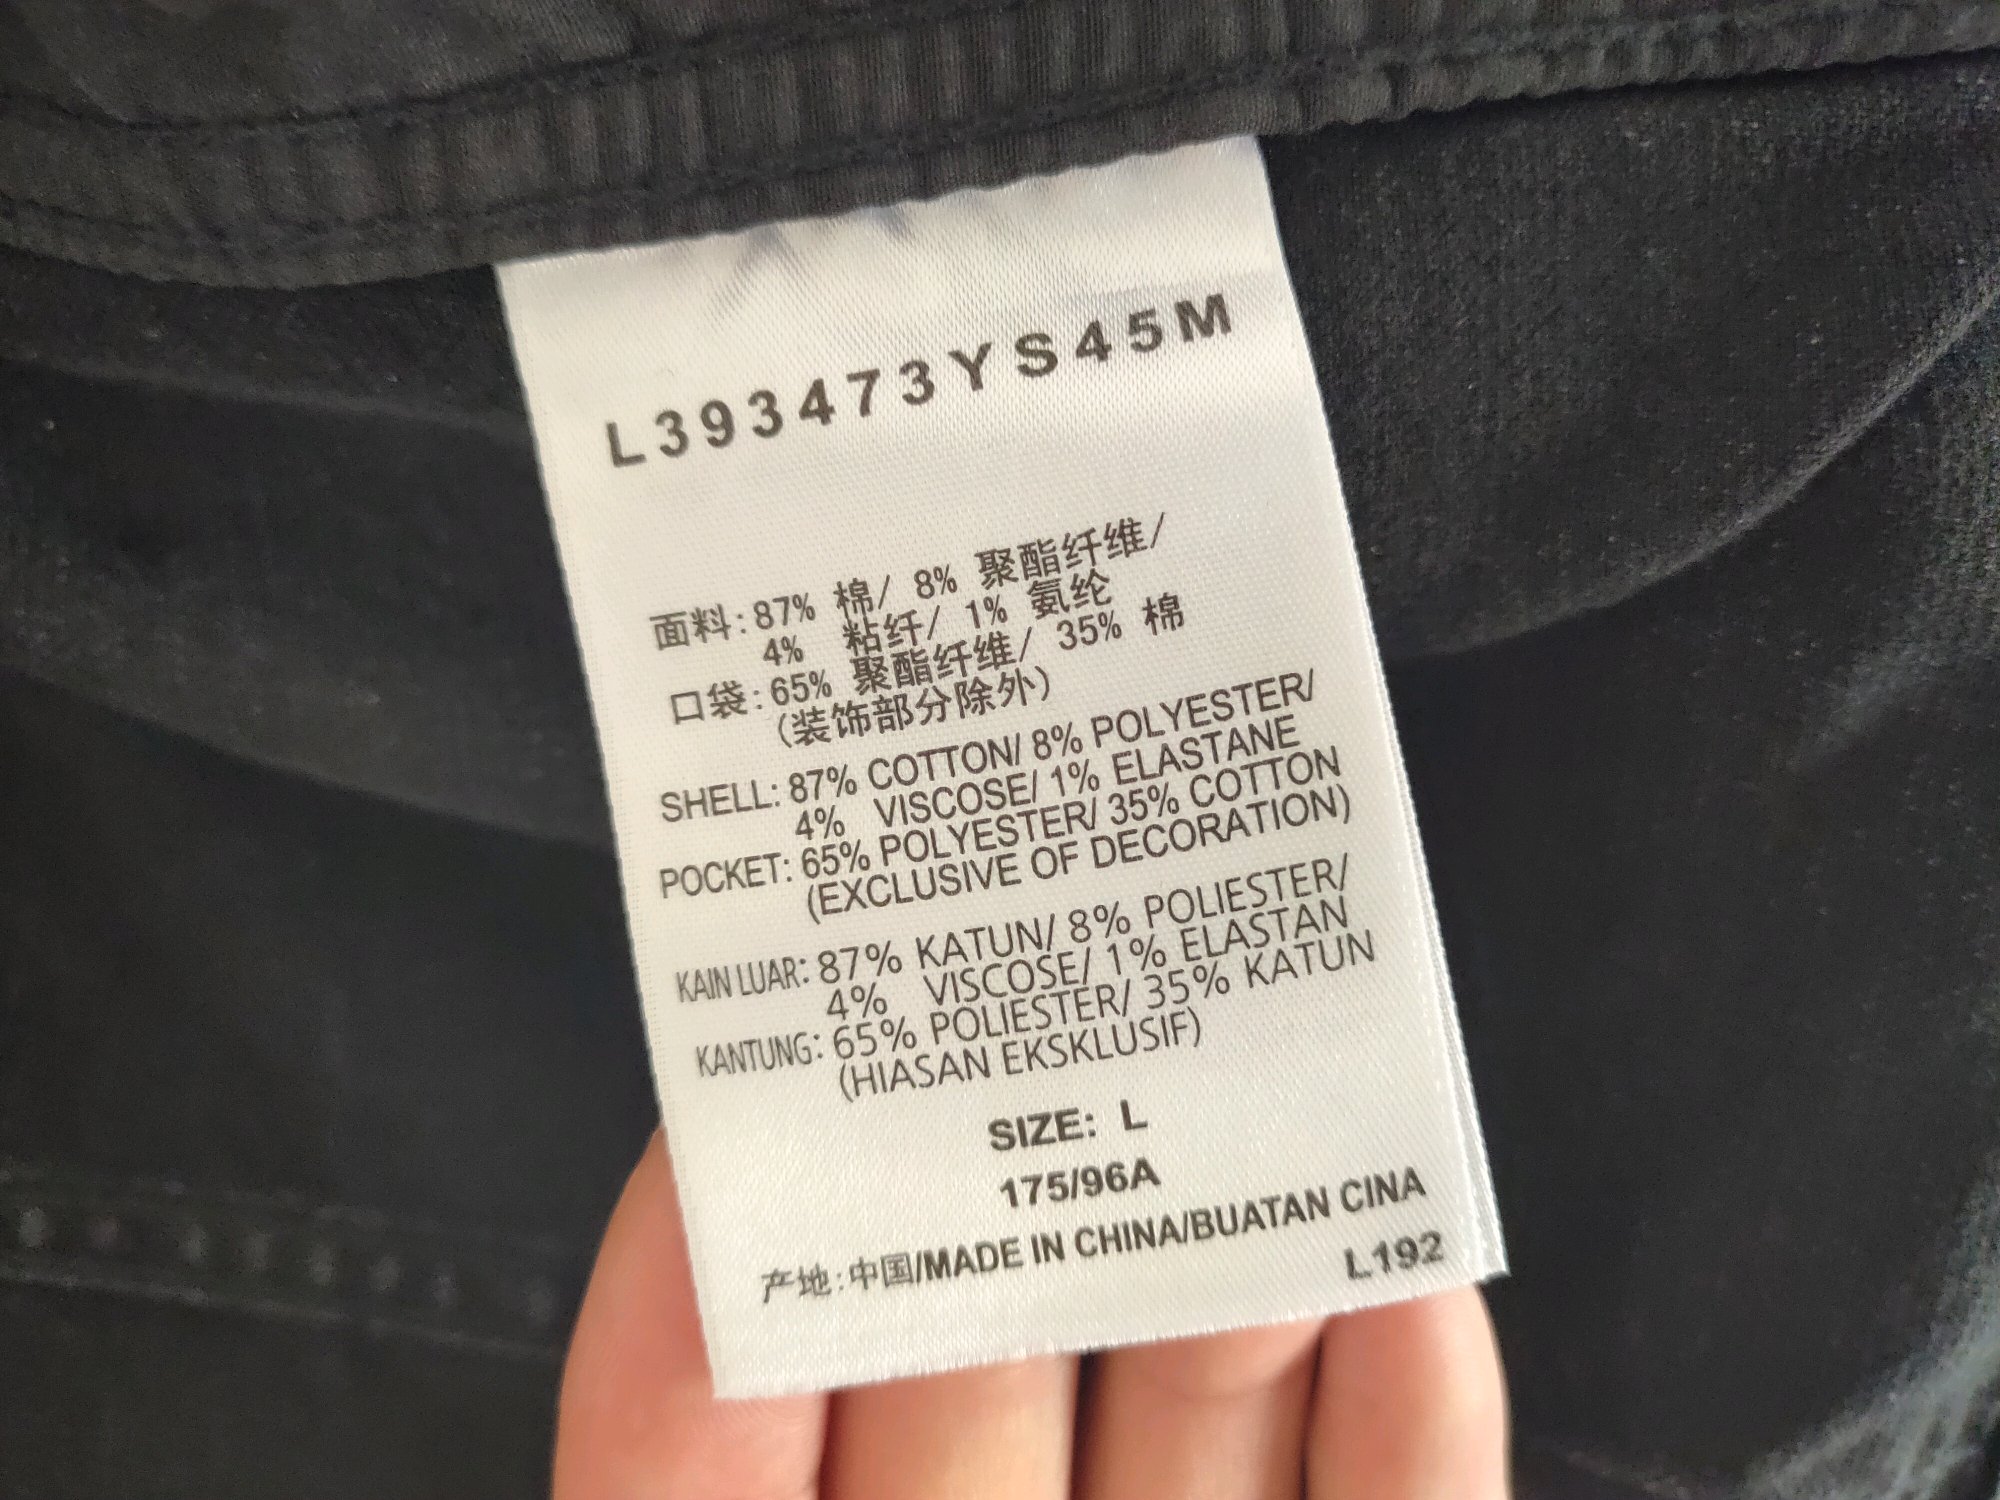 L393473YS45M
面料: 87% 棉/ 8% 聚酯纤维/
4% 粘纤/ 1% 氨纶
口袋: 65% 聚酯纤维/ 35% 棉
(装饰部分除外)
SHELL: 87% COTTON/ 8% POLYESTER/
4% VISCOSE/ 1% ELASTANE
POCKET: 65% POLYESTER/ 35% COTTON
(EXCLUSIVE OF DECORATION)
KAIN LUAR: 87% KATUN/ 8% POLIESTER/
4% VISCOSE/ 1% ELASTAN
KANTUNG: 65% POLIESTER/ 35% KATUN
(HIASAN EKSKLUSIF)
SIZE: L
175/96A
产地: 中国/MADE IN CHINA/BUATAN CINA
L192